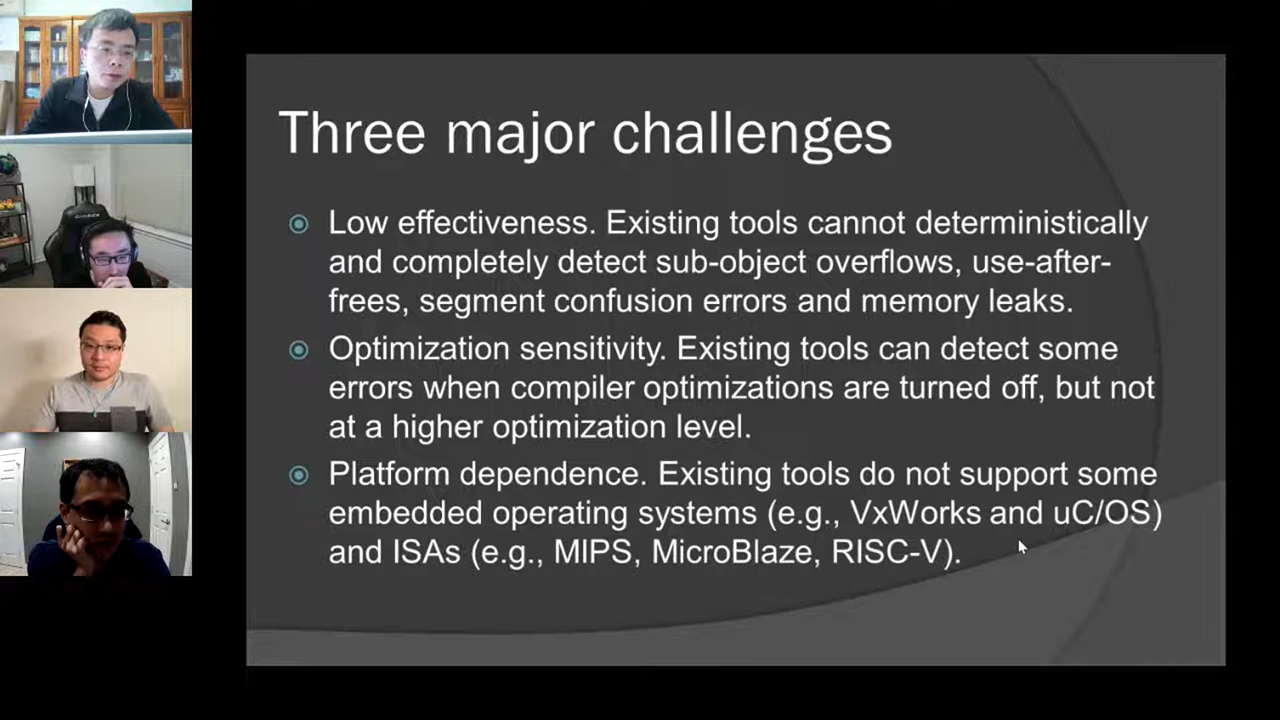 Three major challenges
Low effectiveness. Existing tools cannot deterministically
and completely detect sub-object overflows, use-after-
frees, segment confusion errors and memory leaks.
Optimization sensitivity. Existing tools can detect some
errors when compiler optimizations are turned off, but not
at a higher optimization level.
Platform dependence. Existing tools do not support some
embedded operating systems (e.g., VxWorks and uC/OS)
and ISAs (e.g., MIPS, MicroBlaze, RISC-V).